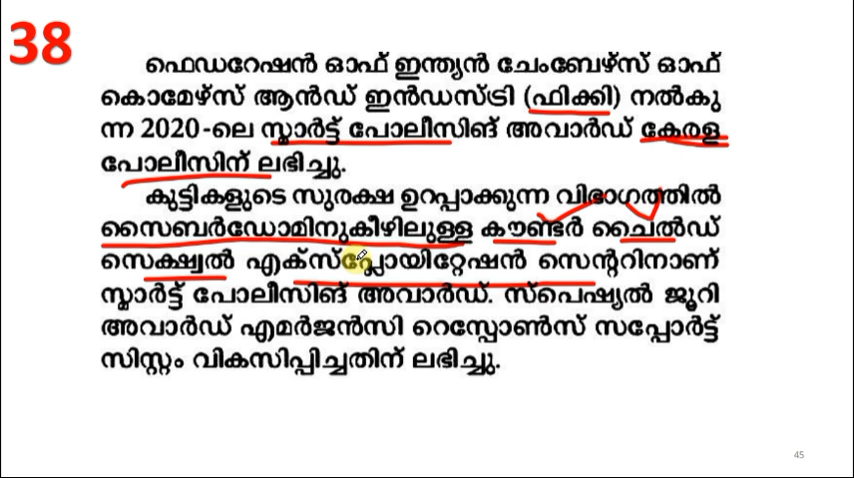 38
ഫെഡറേഷൻ ഓഫ് ഇന്ത്യൻ ചേംബേഴ്സ് ഓഫ്
കൊമേഴ്സ് ആൻഡ് ഇൻഡസ്ട്രി (ഫിക്കി) നൽകു
ന്ന 2020-ലെ സ്മാർട്ട് പോലീസിങ് അവാർഡ് കേരള
പോലീസിന് ലഭിച്ചു.
കുട്ടികളുടെ സുരക്ഷ ഉറപ്പാക്കുന്ന വിഭാഗത്തിൽ
സൈബർഡോമിനുകീഴിലുള്ള കൗണ്ടർ ചൈൽഡ്
സെക്ഷ്വൽ എക്സ്പ്ലോയിറ്റേഷൻ സെന്ററിനാണ്
സ്മാർട്ട് പോലീസിങ് അവാർഡ്. സ്പെഷ്യൽ ജൂറി
അവാർഡ് എമർജൻസി റെസ്പോൺസ് സപ്പോർട്ട്
സിസ്റ്റം വികസിപ്പിച്ചതിന് ലഭിച്ചു.
45